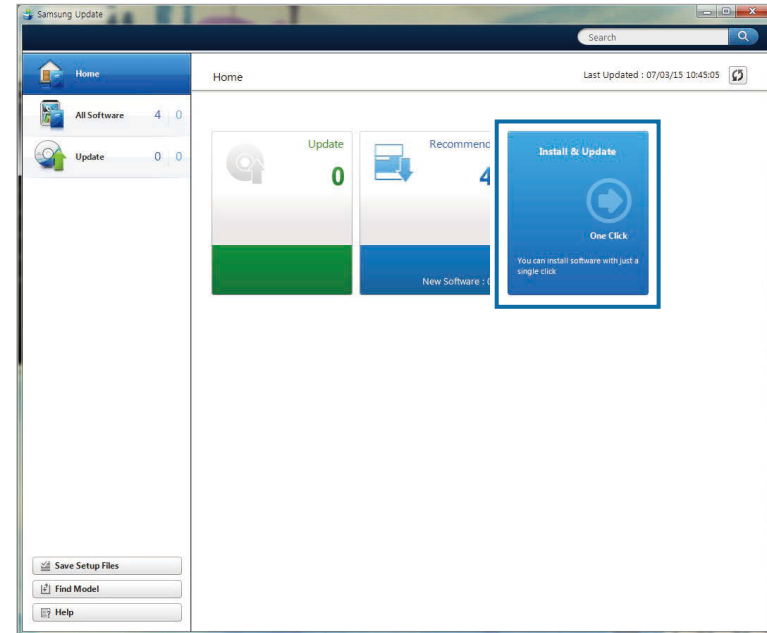 Samsung Update
Search
Home
All Software 4 0
Update 0 0
Home
Last Updated : 07/03/15 10:45:05
Update
0
Recommend
4
New Software :
Install & Update
One Click
You can install software with just a
single click
Save Setup Files
Find Model
Help